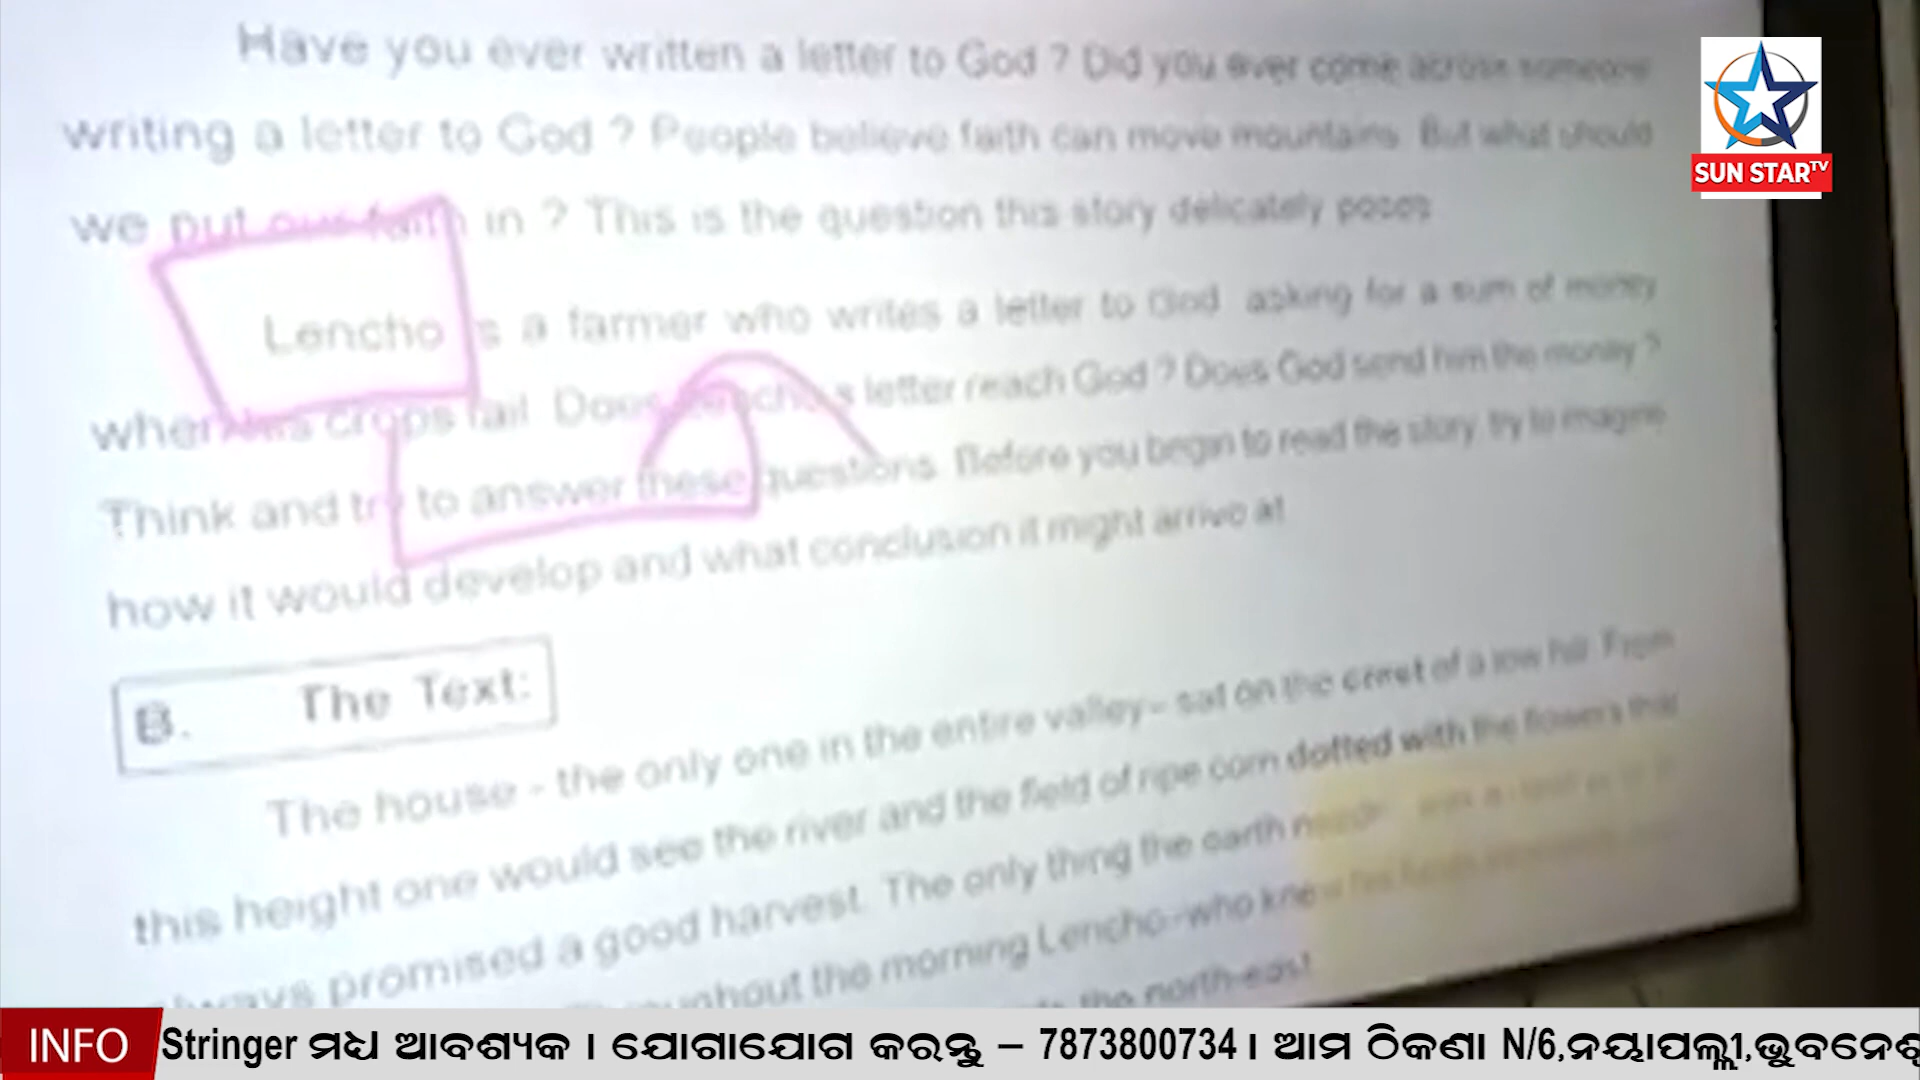 Have you ever written a letter to God ? Did you ever come across someone
writing a letter to God ? People believe faith can move mountains. But what should
we put our faith in ? This is the question this story delicately poses
Lencho is a farmer who writes a letter to God asking for a sum of money
when his crops fail. Does Lencho's letter reach God ? Does God send him the money ?
Think and try to answer these questions. Before you begin to read the story, try to imagine
how it would develop and what conclusion it might arrive at
B. The Text:
The house - the only one in the entire valley- sat on the crest of a low hill. From
this height one would see the river and the field of ripe corn dotted with the flowers that
always promised a good harvest. The only thing the earth
the morning Lencho-who knew his fields
the north-east
SUN STAR TV
INFO
Stringer ମଧ୍ୟ ଆବଶ୍ୟକ । ଯୋଗାଯୋଗ କରନ୍ତୁ – 7873800734 । ଆମ ଠିକଣା N/6,ନୟାପଲ୍ଲୀ,ଭୁବନେଶ୍ୱ